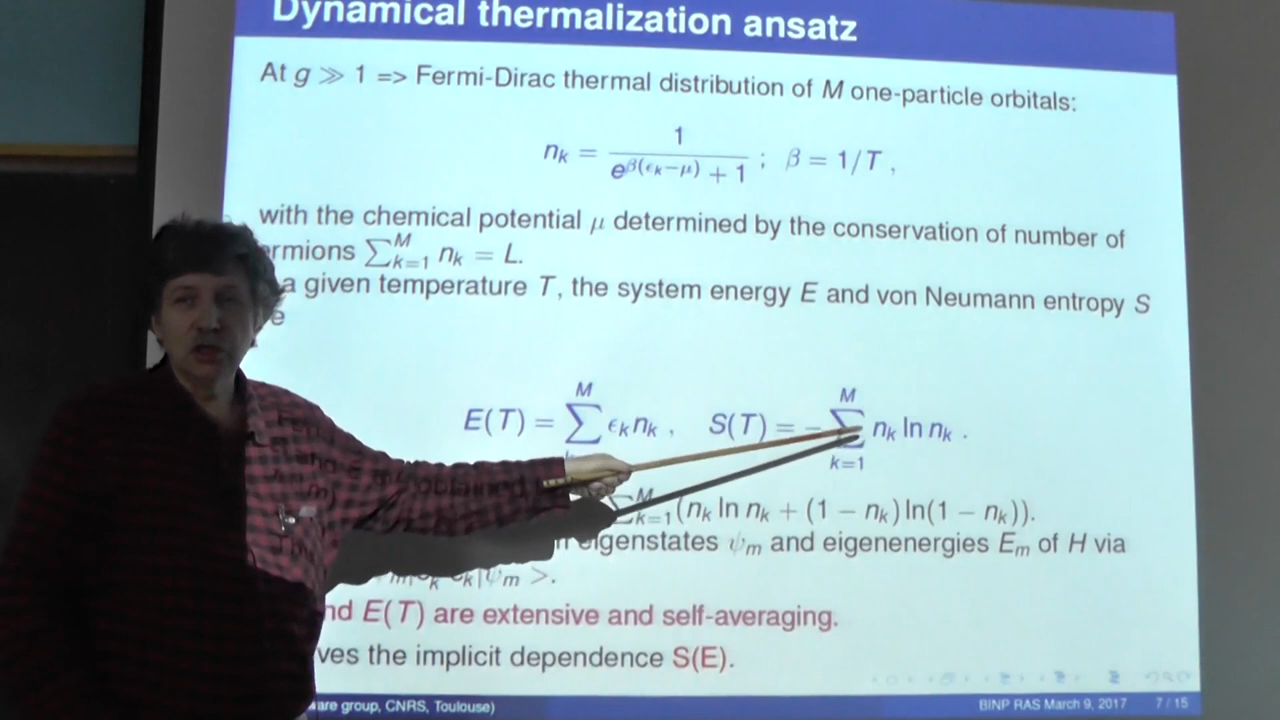 Dynamical thermalization ansatz
At g ≫ 1 => Fermi-Dirac thermal distribution of M one-particle orbitals:
n_k = 1 / (e^{β(ϵ_k−μ)} + 1) ; β = 1/T ,
with the chemical potential μ determined by the conservation of number of
rmions ∑_{k=1}^{M} n_k = L.
a given temperature T, the system energy E and von Neumann entropy S
e
E(T) = ∑^{M} ϵ_k n_k , S(T) = − ∑_{k=1}^{M} n_k ln n_k .
∑_{k=1}^{M} (n_k ln n_k + (1 − n_k) ln(1 − n_k)).
eigenstates ψ_m and eigenenergies E_m of H via
|ψ_m >.
nd E(T) are extensive and self-averaging.
ves the implicit dependence S(E).
are group, CNRS, Toulouse) BINP RAS March 9, 2017 7 / 15